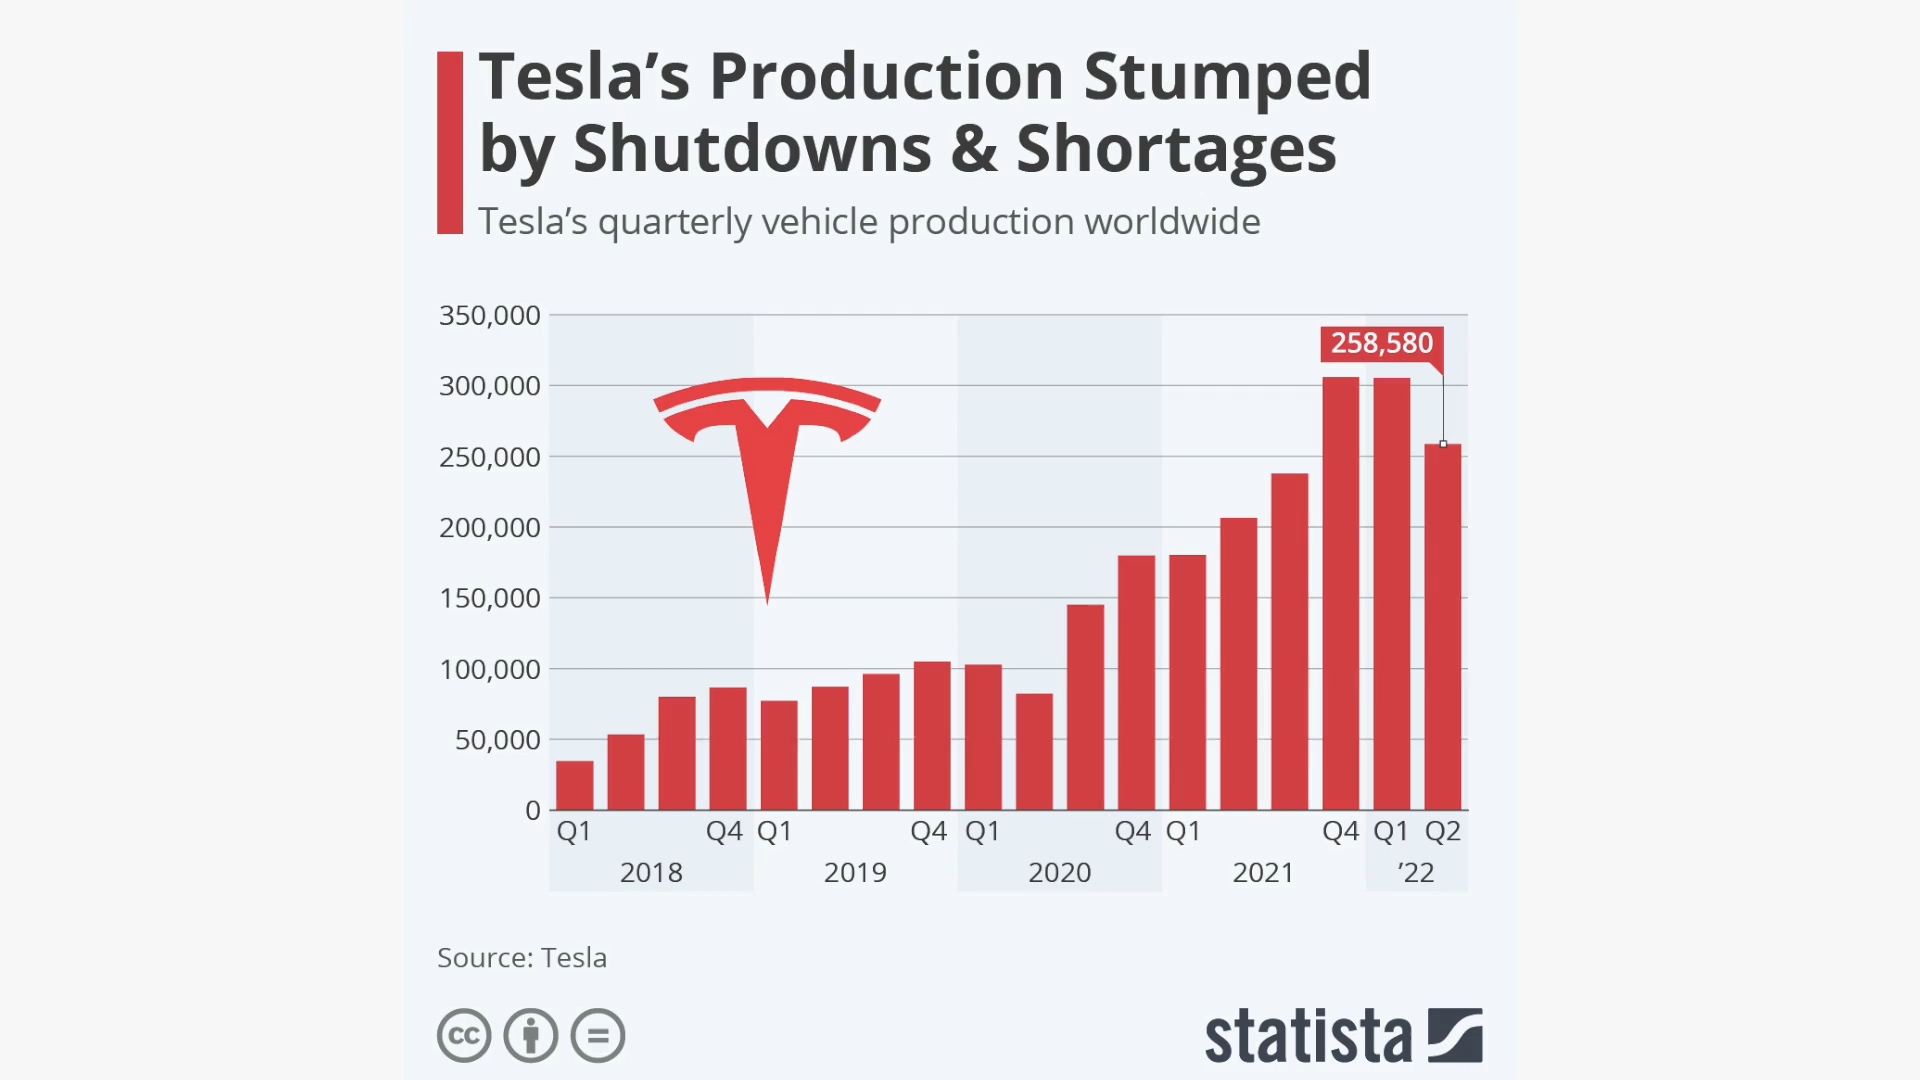 Tesla’s Production Stumped
by Shutdowns & Shortages
Tesla’s quarterly vehicle production worldwide
350,000
300,000
250,000
200,000
150,000
100,000
50,000
0
258,580
Q1 Q4 Q1 Q4 Q1 Q4 Q1 Q4 Q1 Q2
2018 2019 2020 2021 ’22
Source: Tesla
cc =
statista